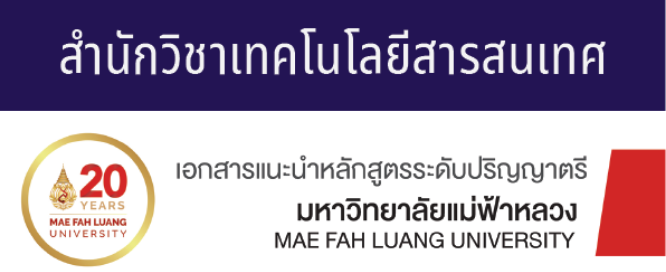 สำนักวิชาเทคโนโลยีสารสนเทศ
20
YEARS
MAE FAH LUANG
UNIVERSITY
เอกสารแนะนำหลักสูตรระดับปริญญาตรี
มหาวิทยาลัยแม่ฟ้าหลวง
MAE FAH LUANG UNIVERSITY